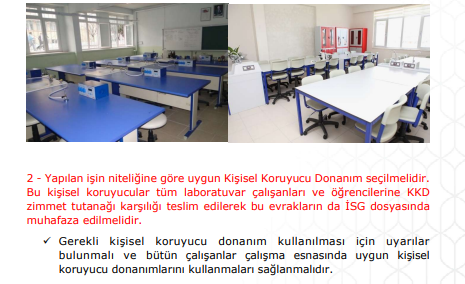 2 - Yapılan işin niteliğine göre uygun Kişisel Koruyucu Donanım seçilmelidir.
Bu kişisel koruyucular tüm laboratuvar çalışanları ve öğrencilerine KKD
zimmet tutanağı karşılığı teslim edilerek bu evrakların da İSG dosyasında
muhafaza edilmelidir.
✓ Gerekli kişisel koruyucu donanım kullanılması için uyarılar
bulunmalı ve bütün çalışanlar çalışma esnasında uygun kişisel
koruyucu donanımlarını kullanmaları sağlanmalıdır.